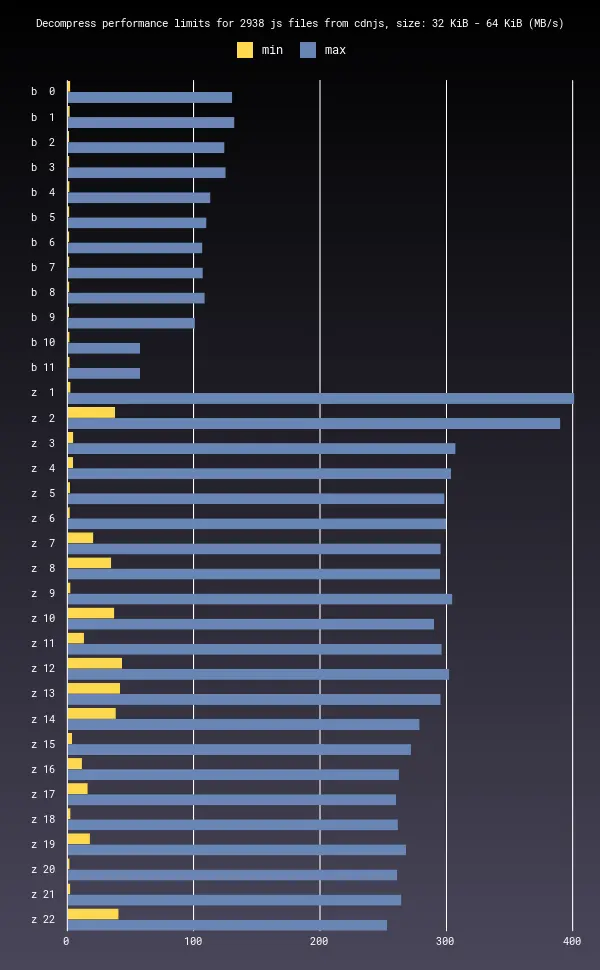 Decompress performance limits for 2938 js files from cdnjs, size: 32 KiB - 64 KiB (MB/s)
min max
b 0
b 1
b 2
b 3
b 4
b 5
b 6
b 7
b 8
b 9
b 10
b 11
z 1
z 2
z 3
z 4
z 5
z 6
z 7
z 8
z 9
z 10
z 11
z 12
z 13
z 14
z 15
z 16
z 17
z 18
z 19
z 20
z 21
z 22
0 100 200 300 400